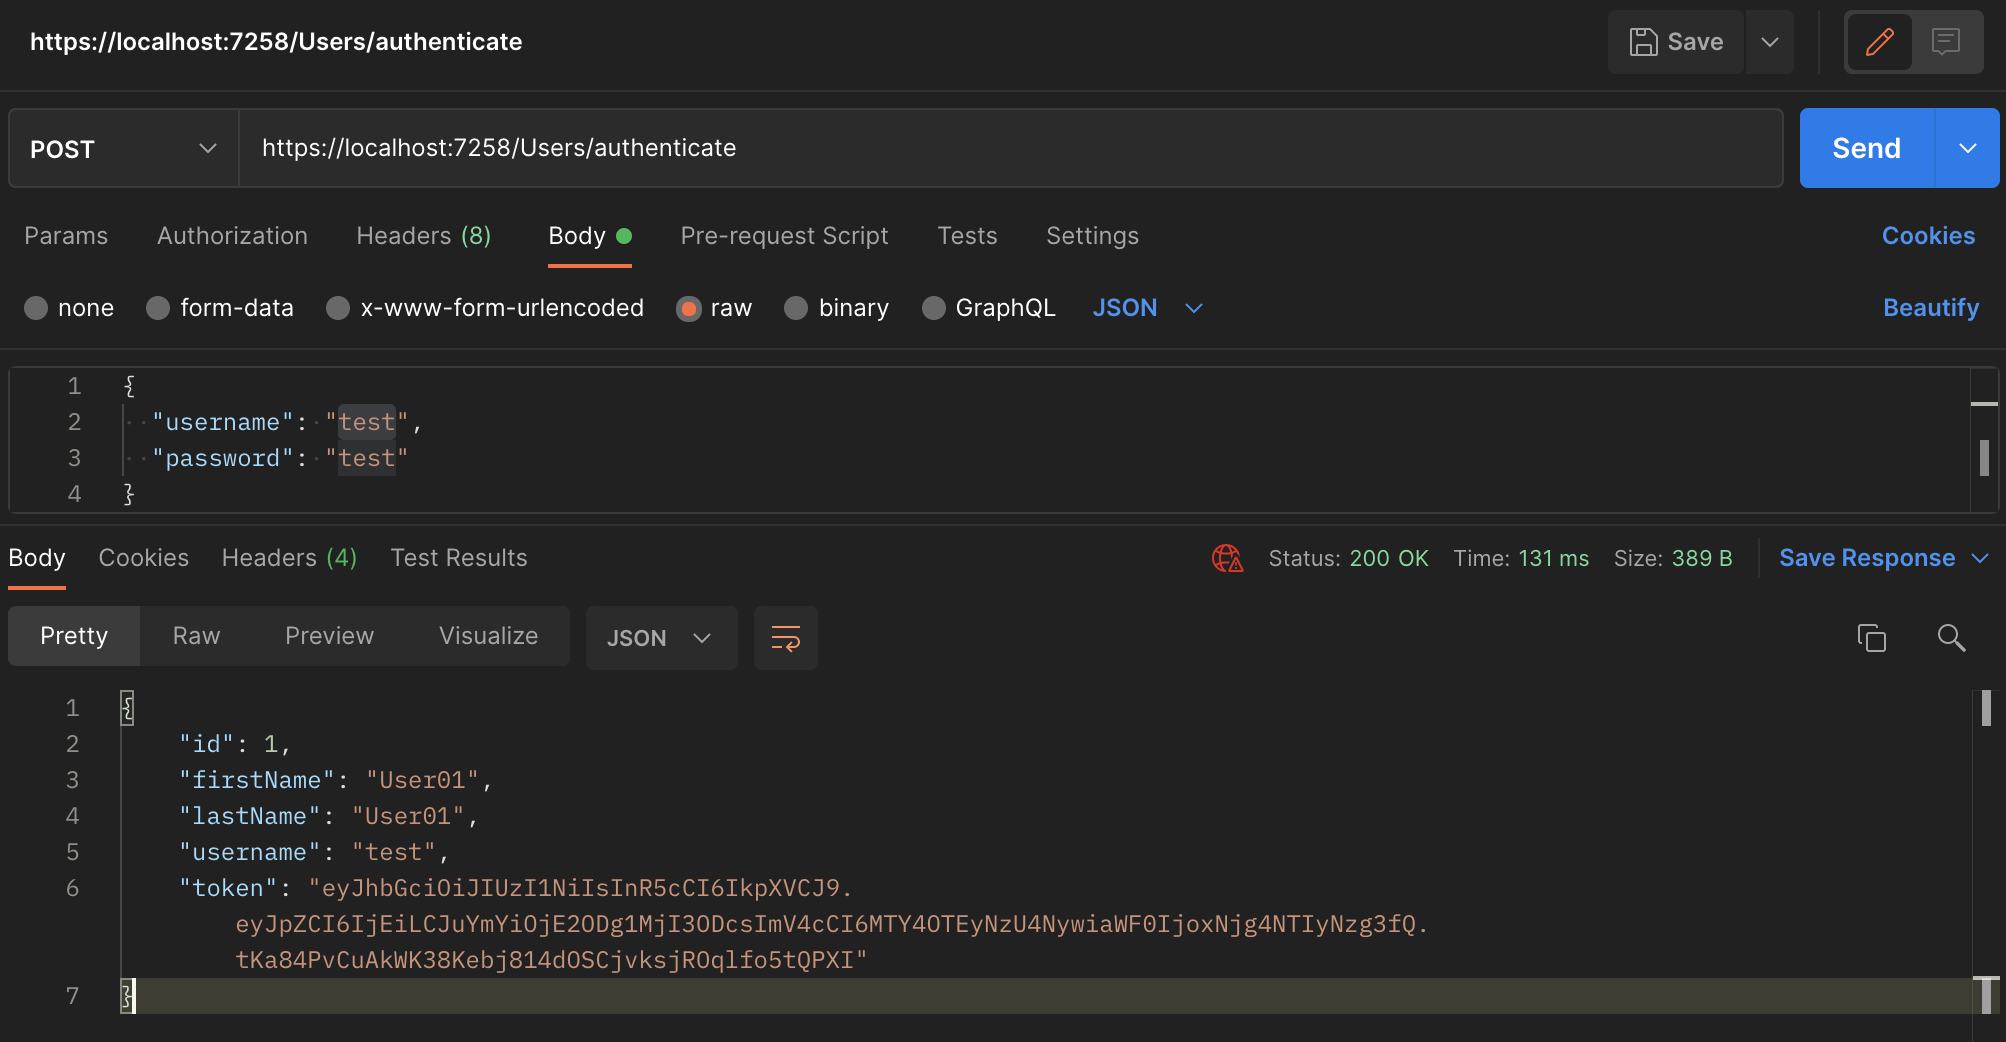 https://localhost:7258/Users/authenticate
Save
POST
https://localhost:7258/Users/authenticate
Send
Params Authorization Headers (8) Body Pre-request Script Tests Settings Cookies
none form-data x-www-form-urlencoded raw binary GraphQL JSON Beautify
1 {
2 "username": "test",
3 "password": "test"
4 }
Body Cookies Headers (4) Test Results Status: 200 OK Time: 131 ms Size: 389 B Save Response
Pretty Raw Preview Visualize JSON
1 {
2 "id": 1,
3 "firstName": "User01",
4 "lastName": "User01",
5 "username": "test",
6 "token": "eyJhbGciOiJIUzI1NiIsInR5cCI6IkpXVCJ9.
eyJpZCI6IjEiLCJuYmYiOjE2ODg1MjI3ODcsImV4cCI6MTY4OTEyNzU4NywiaWF0IjoxNjg4NTIyNzg3fQ.
tKa84PvCuAkWK38Kebj814dOSCjvksjROqlfo5tQPXI"
7 }